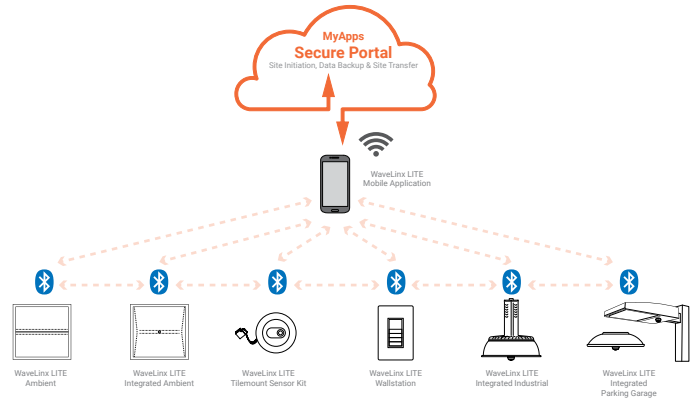 MyApps
Secure Portal
Site Initiation, Data Backup & Site Transfer
WaveLinx LITE
Mobile Application
WaveLinx LITE
Ambient
WaveLinx LITE
Integrated Ambient
WaveLinx LITE
Tilemount Sensor Kit
WaveLinx LITE
Wallstation
WaveLinx LITE
Integrated Industrial
WaveLinx LITE
Integrated
Parking Garage